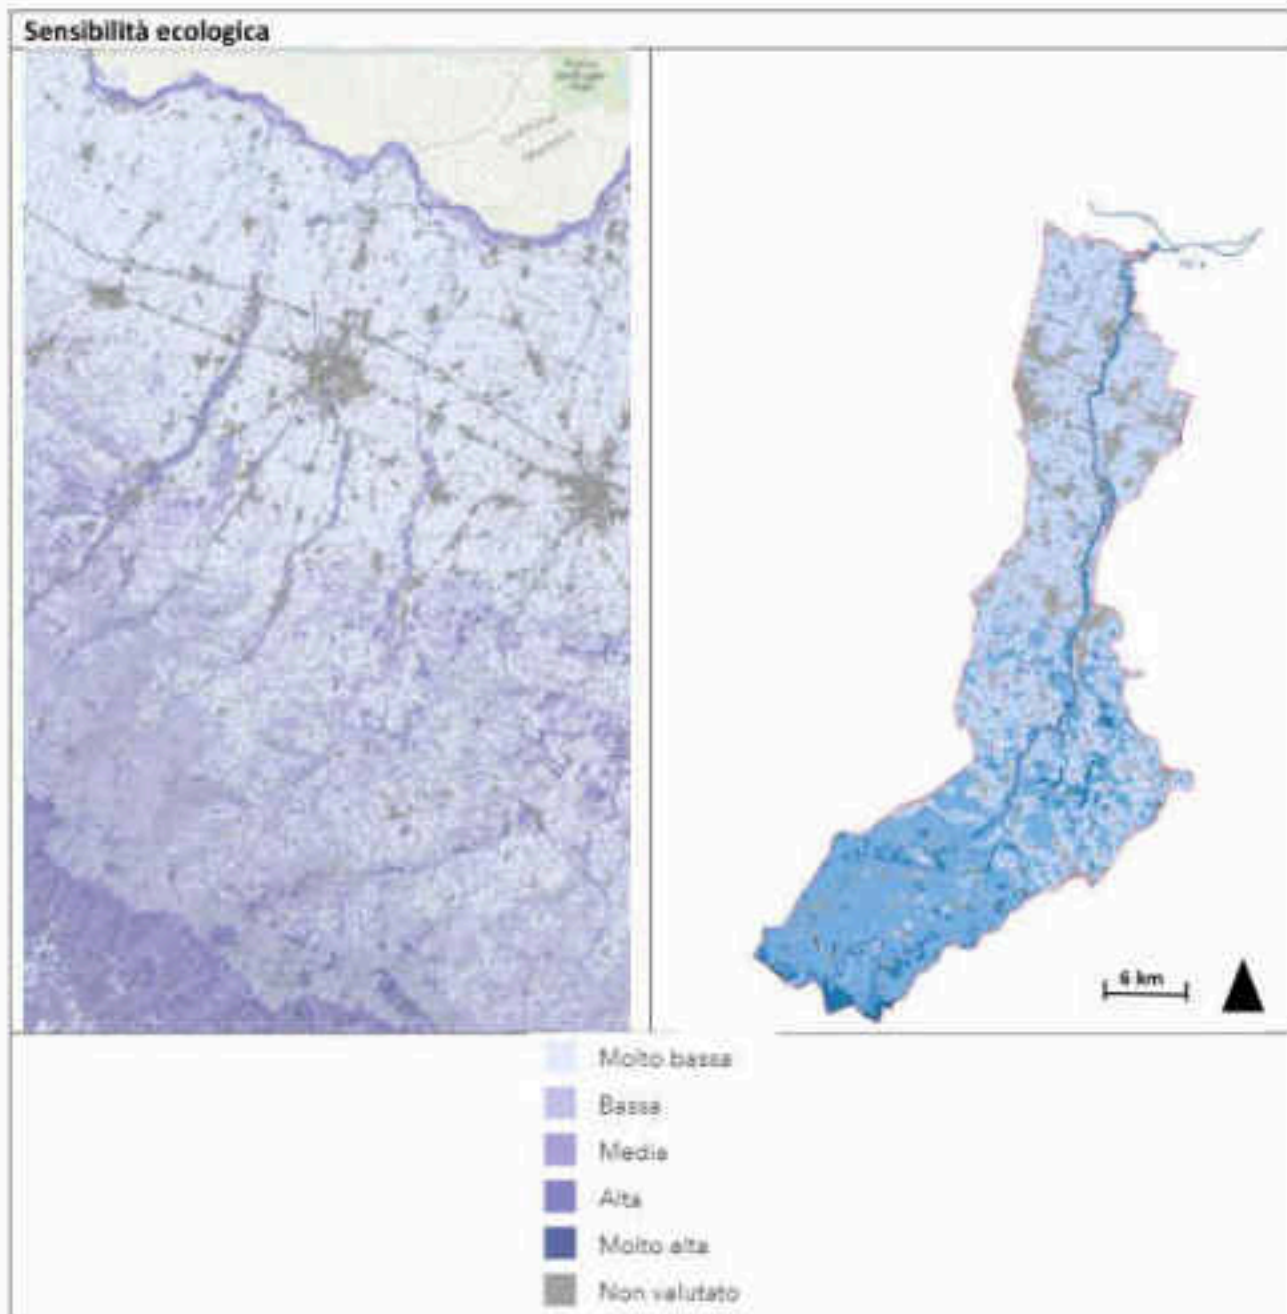 Sensibilità ecologica
6 km
Molto bassa
Bassa
Media
Alta
Molto alta
Non valutato